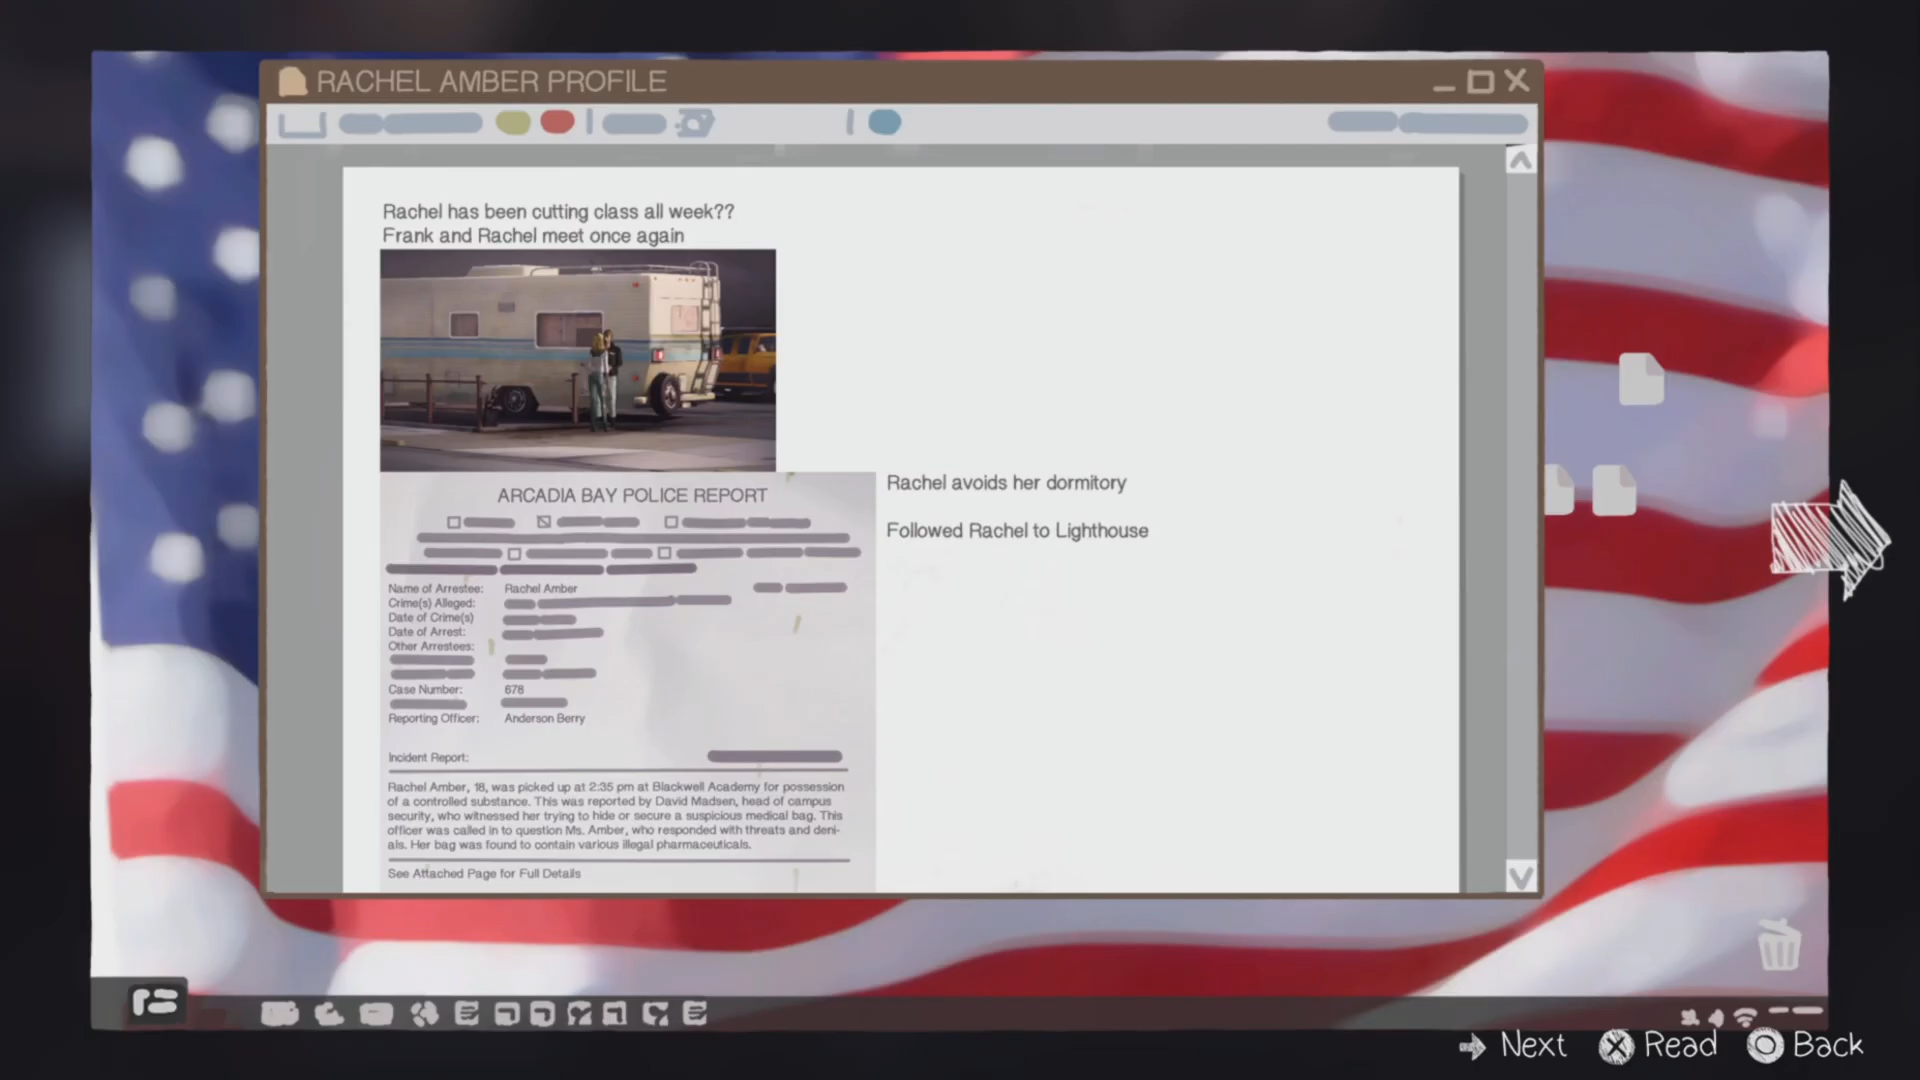 RACHEL AMBER PROFILE
Rachel has been cutting class all week??
Frank and Rachel meet once again
ARCADIA BAY POLICE REPORT
Name of Arrestee: Rachel Amber
Crime(s) Alleged:
Date of Crime(s)
Date of Arrest:
Other Arrestees:
Case Number: 678
Reporting Officer: Anderson Berry
Incident Report:
Rachel Amber, 18, was picked up at 2:35 pm at Blackwell Academy for possession
of a controlled substance. This was reported by David Madsen, head of campus
security, who witnessed her trying to hide or secure a suspicious medical bag. This
officer was called in to question Ms. Amber, who responded with threats and deni-
als. Her bag was found to contain various illegal pharmaceuticals.
See Attached Page for Full Details
Rachel avoids her dormitory
Followed Rachel to Lighthouse
Next Read Back